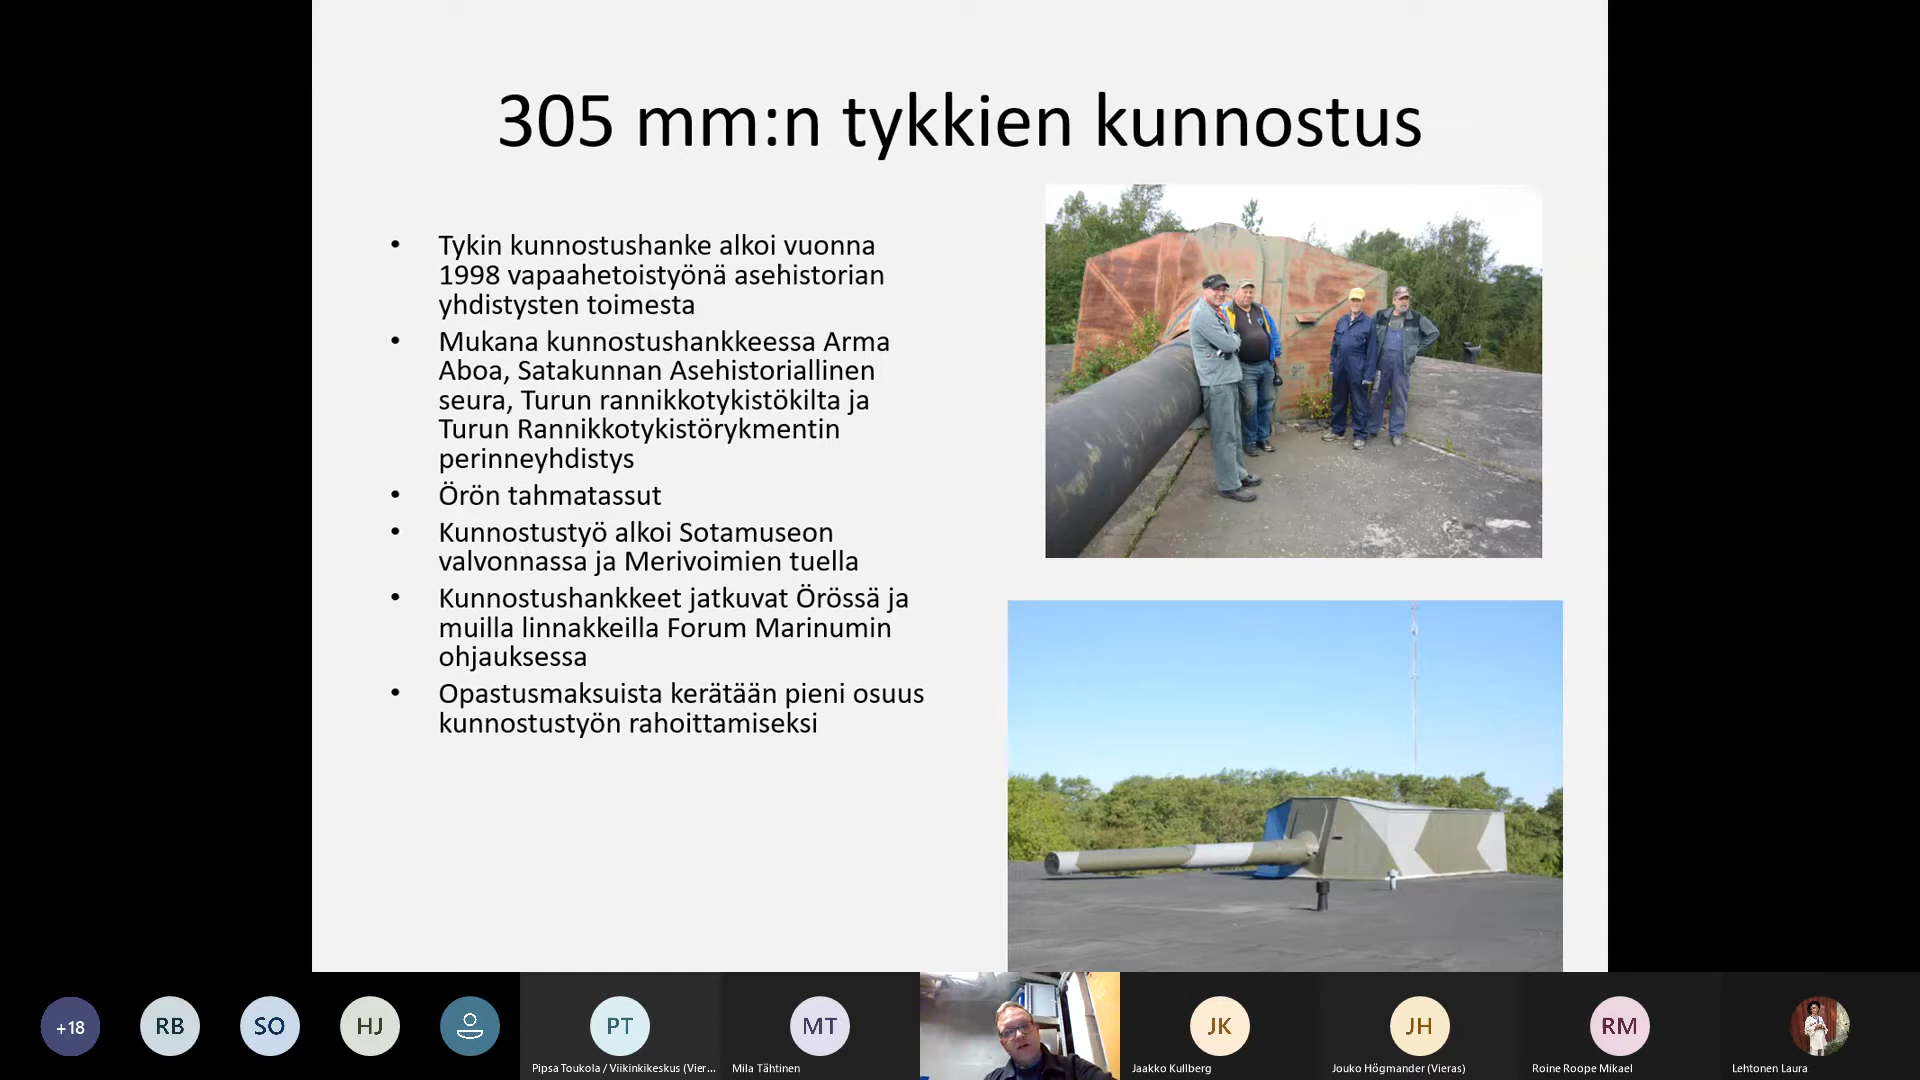 305 mm:n tykkien kunnostus
• Tykin kunnostushanke alkoi vuonna
1998 vapaahetoistyönä asehistorian
yhdistysten toimesta
• Mukana kunnostushankkeessa Arma
Aboa, Satakunnan Asehistoriallinen
seura, Turun rannikkotykistökilta ja
Turun Rannikkotykistörykmentin
perinneyhdistys
• Örön tahmatassut
• Kunnostustyö alkoi Sotamuseon
valvonnassa ja Merivoimien tuella
• Kunnostushankkeet jatkuvat Örössä ja
muilla linnakkeilla Forum Marinumin
ohjauksessa
• Opastusmaksuista kerätään pieni osuus
kunnostustyön rahoittamiseksi
+18
RB
SO
HJ
PT
MT
JK
JH
RM
Pipsa Toukola / Viikinkikeskus (Vier...
Mila Tähtinen
Jaakko Kullberg
Jouko Högmander (Vieras)
Roine Roope Mikael
Lehtonen Laura